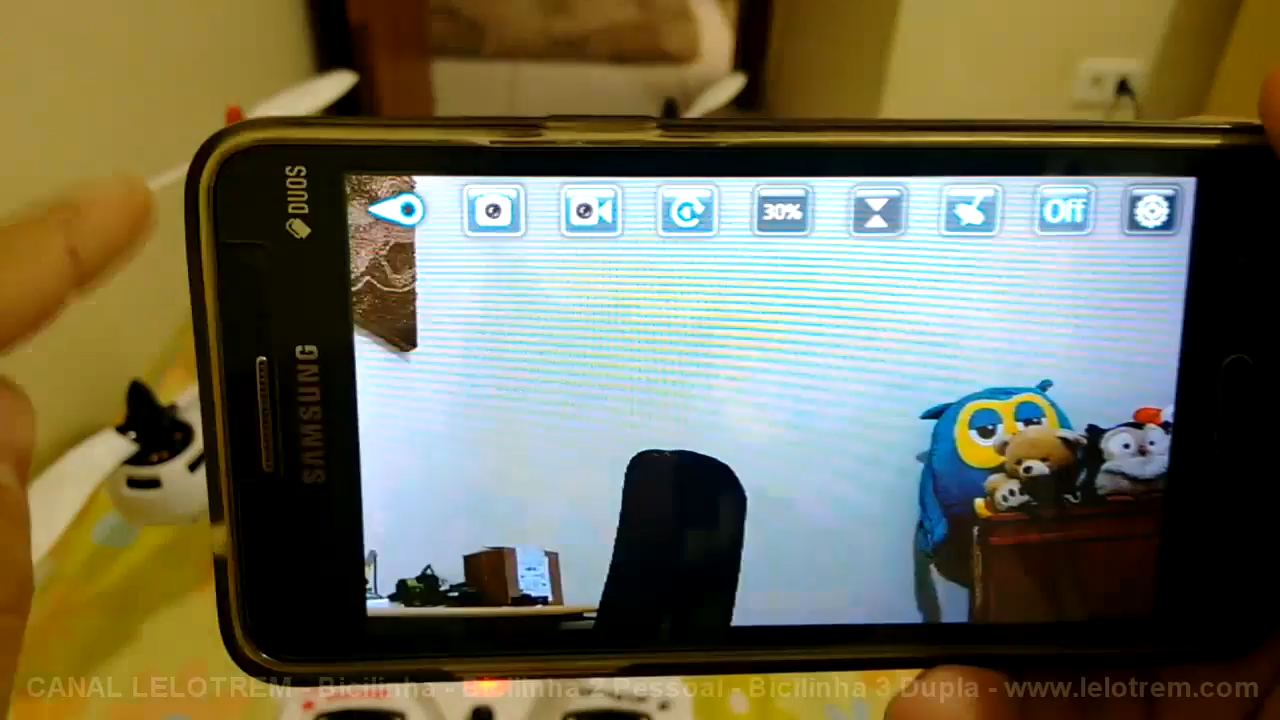 DUOS
SAMSUNG
30%
Off
CANAL LELOTREM - Bicilinha - Bicilinha 2 Pessoal - Bicilinha 3 Dupla - www.lelotrem.com